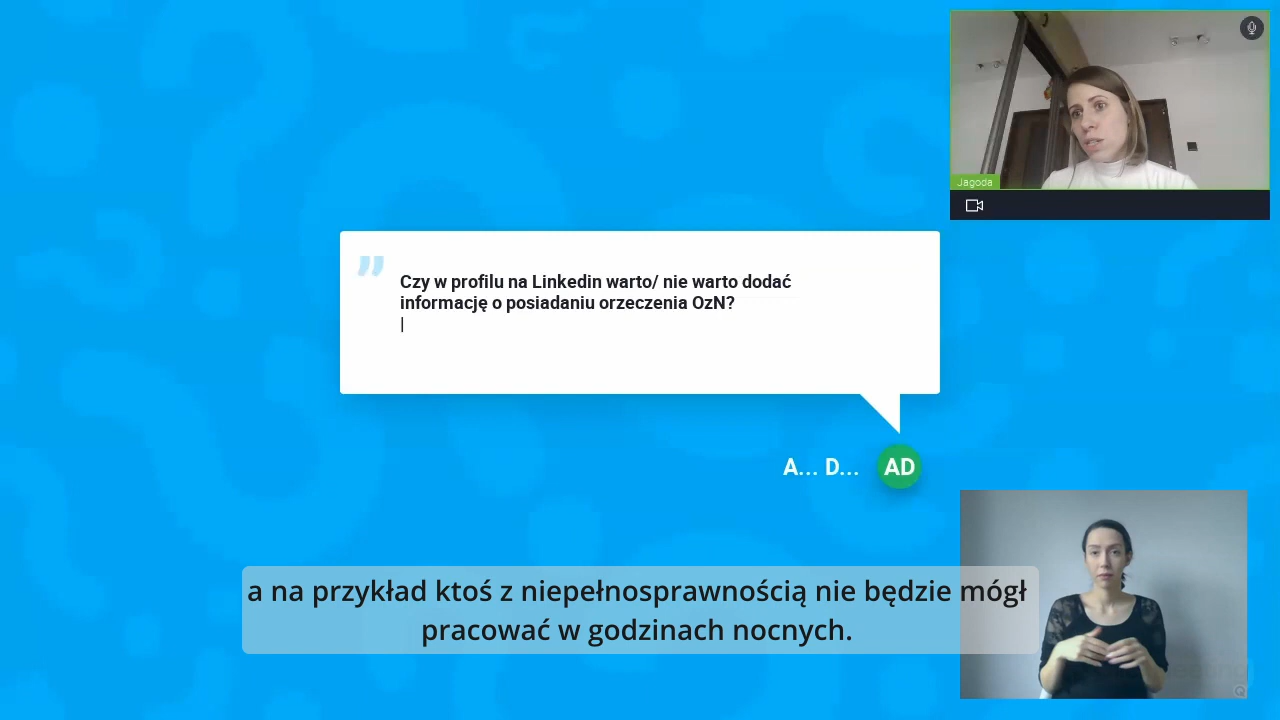 Jagoda
”
Czy w profilu na Linkedin warto/ nie warto dodać
informację o posiadaniu orzeczenia OzN?
A... D...
AD
a na przykład ktoś z niepełnosprawnością nie będzie mógł
pracować w godzinach nocnych.